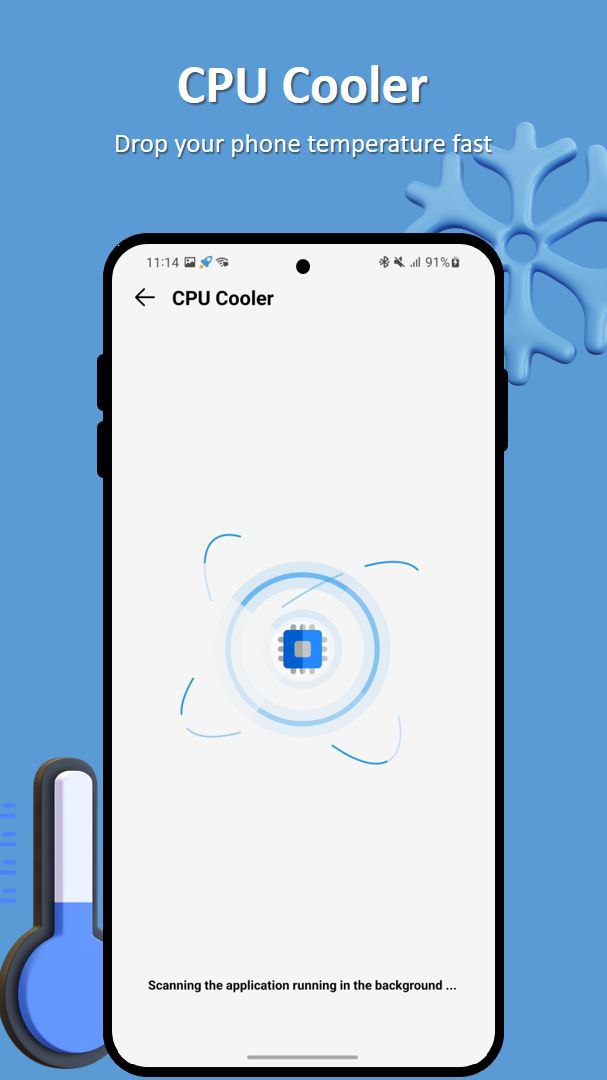 CPU Cooler
Drop your phone temperature fast
11:14 91%
CPU Cooler
Scanning the application running in the background ...